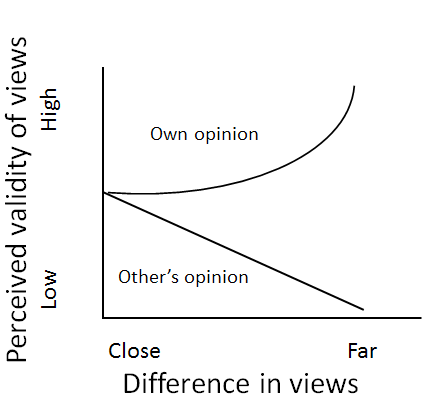 Perceived validity of views
High
Low
Own opinion
Other's opinion
Close
Far
Difference in views